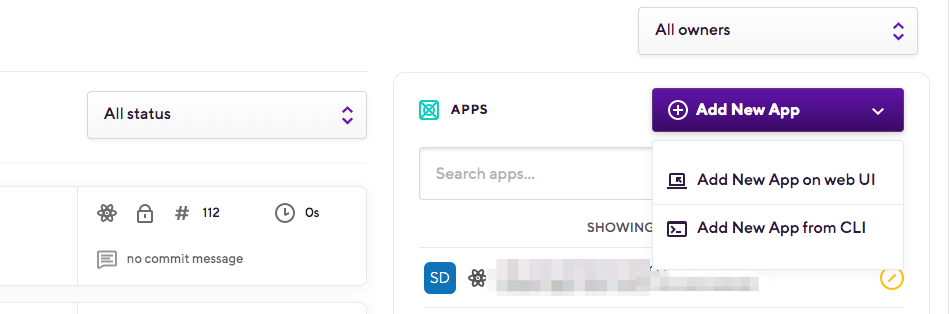 All owners
All status
APPS
Add New App
Search apps...
Add New App on web UI
SHOWING
Add New App from CLI
# 112
0s
no commit message
SD